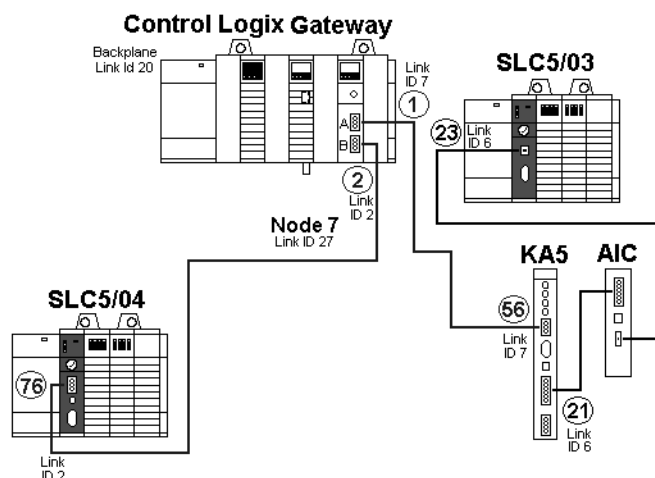 Control Logix Gateway
Backplane
Link Id 20
Link
ID 7
1
A
B
2
Link
ID 2
Node 7
Link ID 27
SLC5/03
23
Link
ID 6
KA5
AIC
56
Link
ID 7
21
Link
ID 6
SLC5/04
76
Link
ID 2